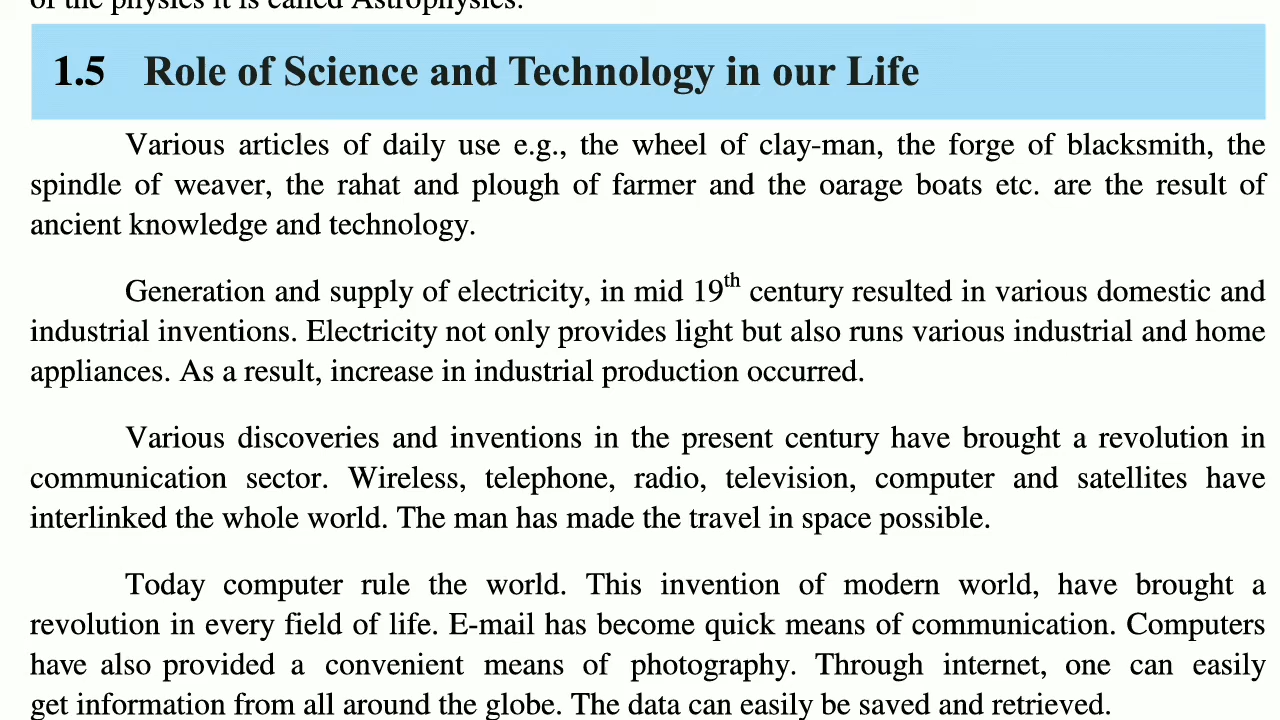 of the physics it is called Astrophysics.
1.5 Role of Science and Technology in our Life
Various articles of daily use e.g., the wheel of clay-man, the forge of blacksmith, the
spindle of weaver, the rahat and plough of farmer and the oarage boats etc. are the result of
ancient knowledge and technology.
Generation and supply of electricity, in mid 19th century resulted in various domestic and
industrial inventions. Electricity not only provides light but also runs various industrial and home
appliances. As a result, increase in industrial production occurred.
Various discoveries and inventions in the present century have brought a revolution in
communication sector. Wireless, telephone, radio, television, computer and satellites have
interlinked the whole world. The man has made the travel in space possible.
Today computer rule the world. This invention of modern world, have brought a
revolution in every field of life. E-mail has become quick means of communication. Computers
have also provided a convenient means of photography. Through internet, one can easily
get information from all around the globe. The data can easily be saved and retrieved.